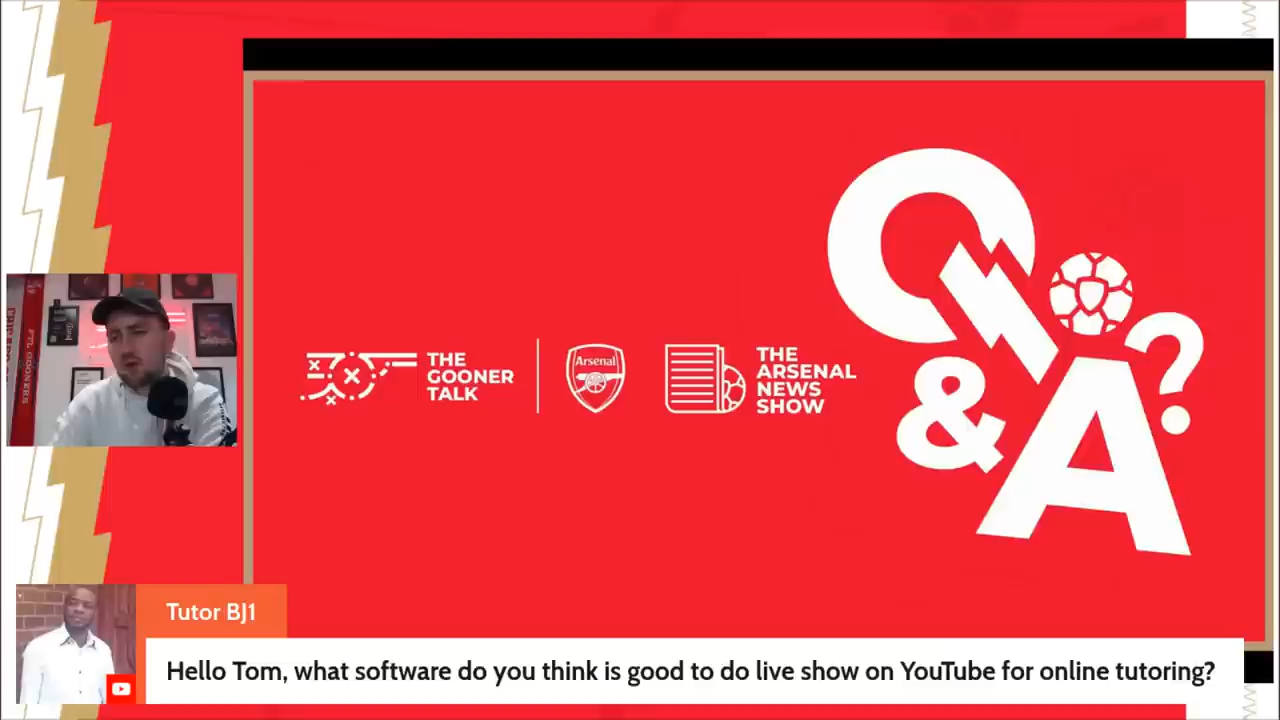 THE
GOONER
TALK
Arsenal
THE
ARSENAL
NEWS
SHOW
Q
&
A
?
Tutor BJ1
Hello Tom, what software do you think is good to do live show on YouTube for online tutoring?